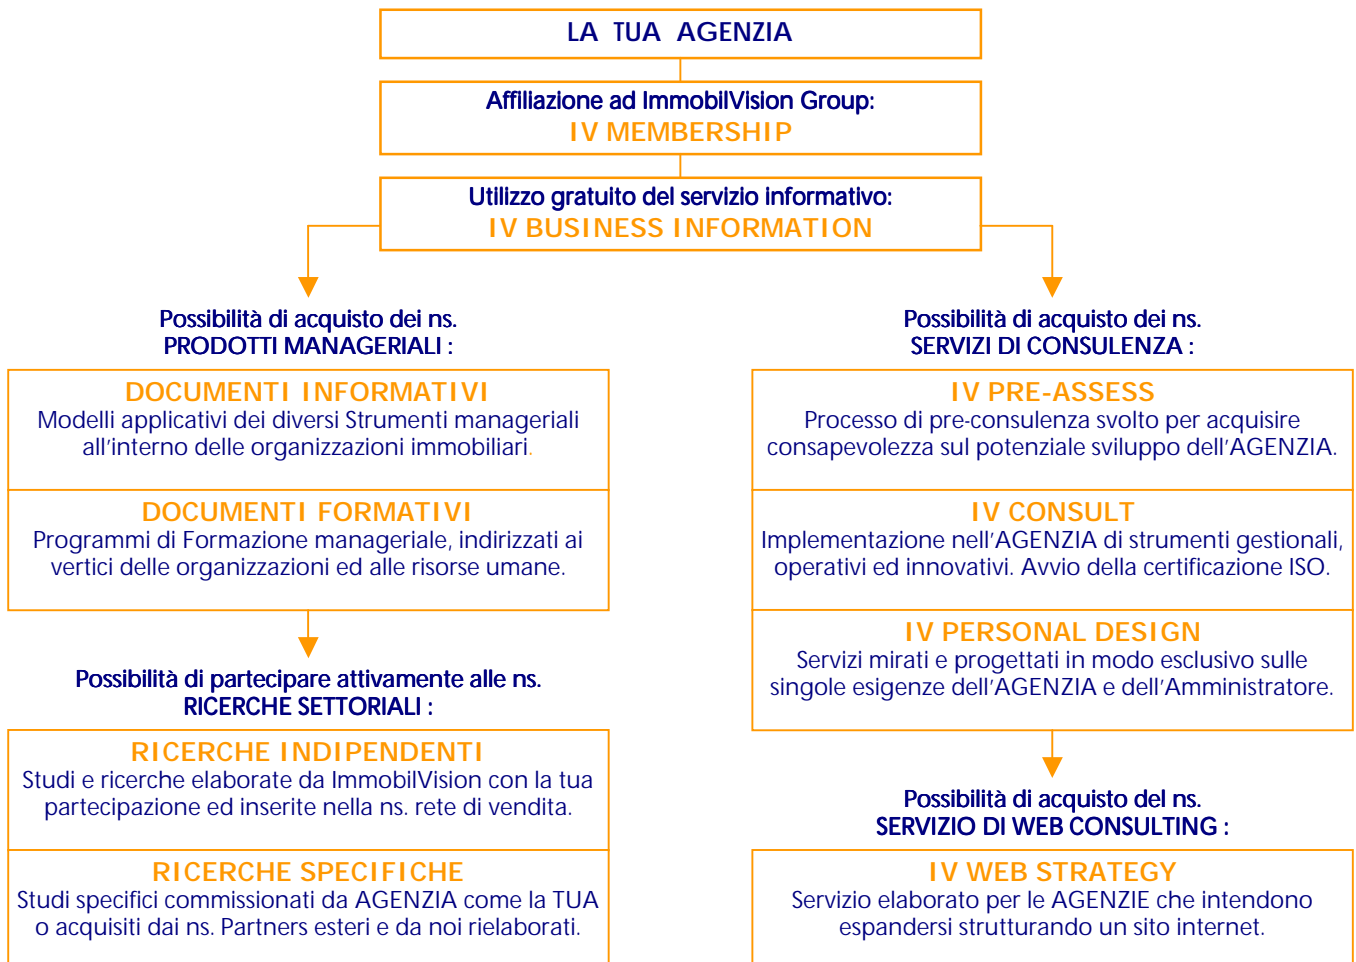 LA TUA AGENZIA
Affiliazione ad ImmobilVision Group:
IV MEMBERSHIP
Utilizzo gratuito del servizio informativo:
IV BUSINESS INFORMATION
Possibilità di acquisto dei ns.
PRODOTTI MANAGERIALI :
DOCUMENTI INFORMATIVI
Modelli applicativi dei diversi Strumenti manageriali
all'interno delle organizzazioni immobiliari.
DOCUMENTI FORMATIVI
Programmi di Formazione manageriale, indirizzati ai
vertici delle organizzazioni ed alle risorse umane.
Possibilità di partecipare attivamente alle ns.
RICERCHE SETTORIALI :
RICERCHE INDIPENDENTI
Studi e ricerche elaborate da ImmobilVision con la tua
partecipazione ed inserite nella ns. rete di vendita.
RICERCHE SPECIFICHE
Studi specifici commissionati da AGENZIA come la TUA
o acquisiti dai ns. Partners esteri e da noi rielaborati.
Possibilità di acquisto dei ns.
SERVIZI DI CONSULENZA :
IV PRE-ASSESS
Processo di pre-consulenza svolto per acquisire
consapevolezza sul potenziale sviluppo dell'AGENZIA.
IV CONSULT
Implementazione nell'AGENZIA di strumenti gestionali,
operativi ed innovativi. Avvio della certificazione ISO.
IV PERSONAL DESIGN
Servizi mirati e progettati in modo esclusivo sulle
singole esigenze dell'AGENZIA e dell'Amministratore.
Possibilità di acquisto del ns.
SERVIZIO DI WEB CONSULTING :
IV WEB STRATEGY
Servizio elaborato per le AGENZIE che intendono
espandersi strutturando un sito internet.